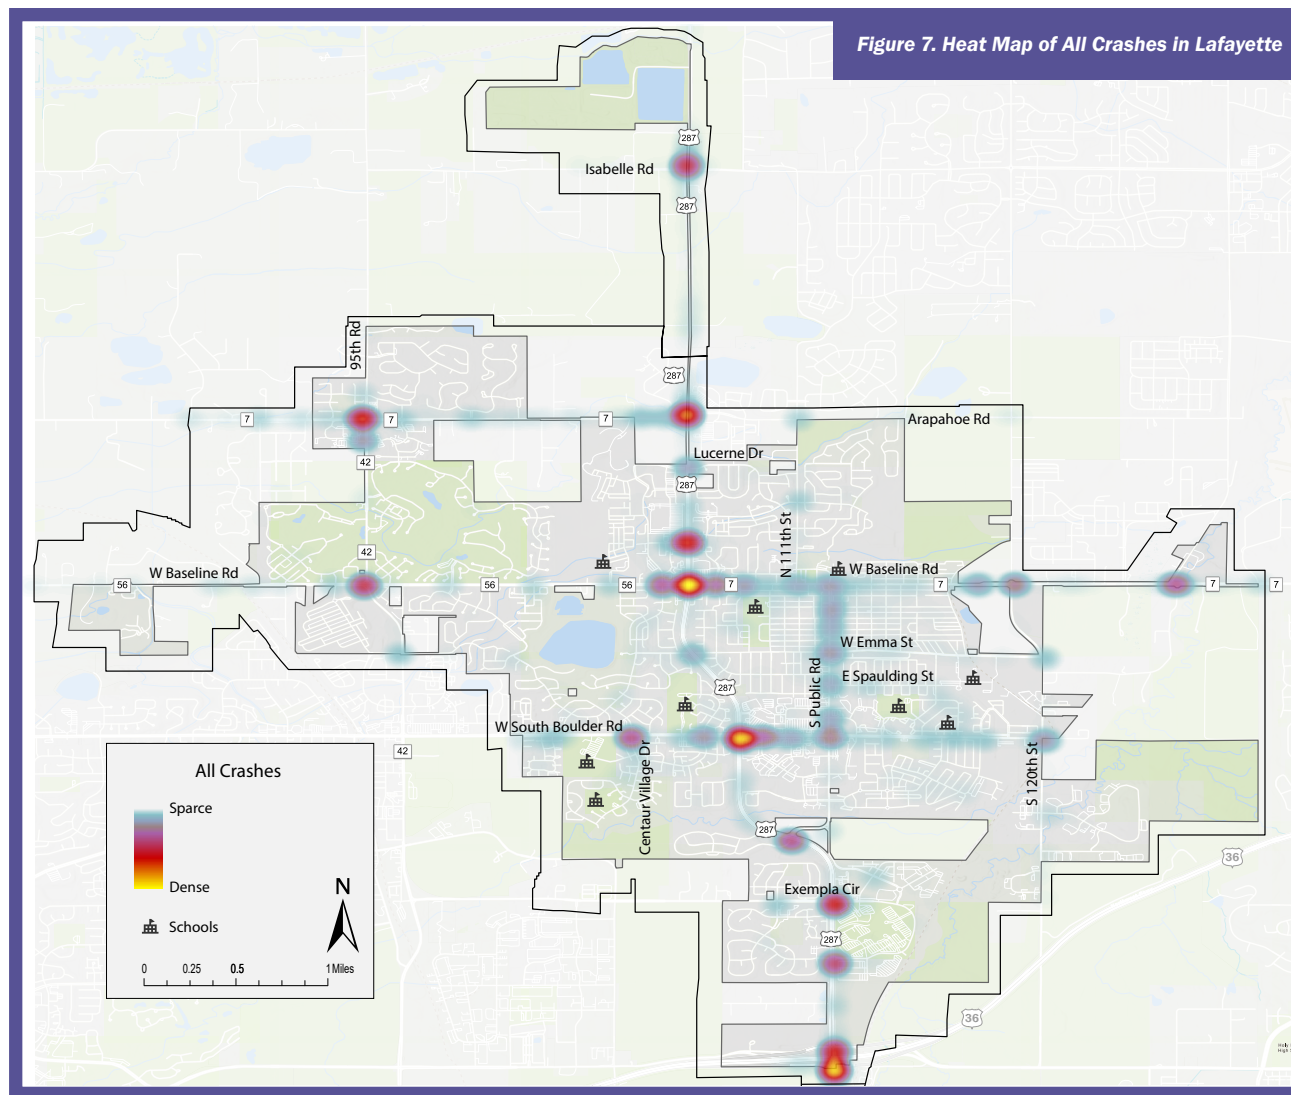 Figure 7. Heat Map of All Crashes in Lafayette
287
Isabelle Rd
287
95th Rd
287
7
7
7
Arapahoe Rd
Lucerne Dr
42
287
N 111th St
42
W Baseline Rd
W Baseline Rd
56
56
56
7
7
7
7
W Emma St
S Public Rd
E Spaulding St
287
W South Boulder Rd
42
Centaur Village Dr
S 120th St
All Crashes
Sparce
Dense
Schools
N
0 0.25 0.5 1 Miles
287
36
Exempla Cir
287
36